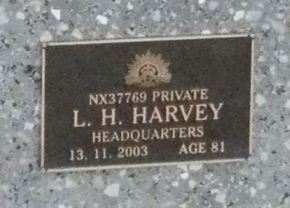 NX37769 PRIVATE
L. H. HARVEY
HEADQUARTERS
13. 11. 2003 AGE 81